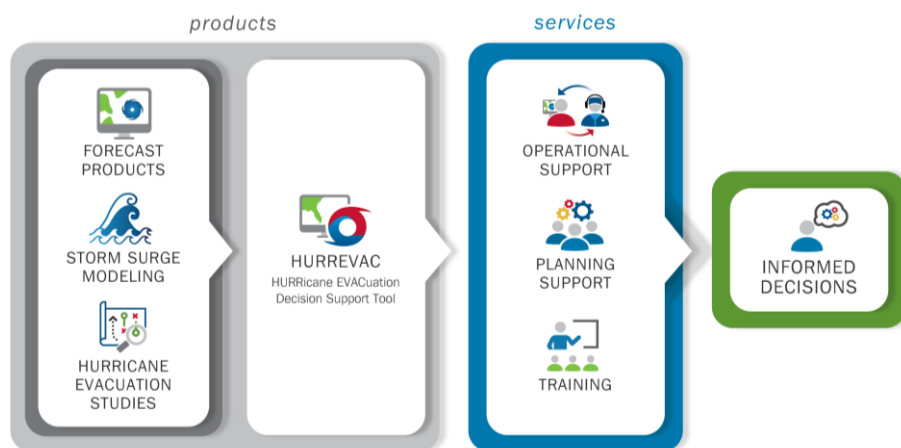 products
services
FORECAST
PRODUCTS
STORM SURGE
MODELING
HURRICANE
EVACUATION
STUDIES
HURREVAC
HURRicane EVACuation
Decision Support Tool
OPERATIONAL
SUPPORT
PLANNING
SUPPORT
TRAINING
INFORMED
DECISIONS